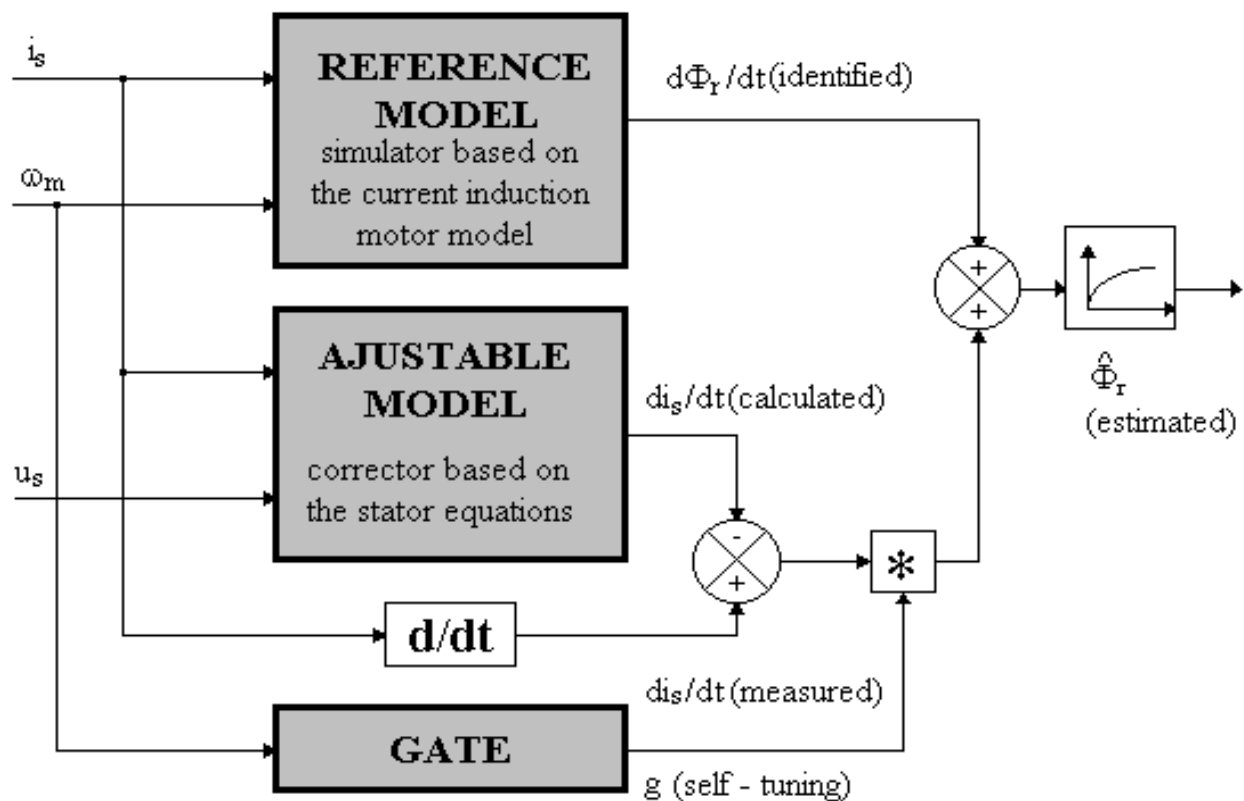 i_s
REFERENCE
MODEL
simulator based on
the current induction
motor model
dΦ_r/dt(identified)
ω_m
+
+
AJUSTABLE
MODEL
corrector based on
the stator equations
di_s/dt(calculated)
Φ̂_r
(estimated)
u_s
-
+
*
d/dt
di_s/dt(measured)
GATE
g (self - tuning)